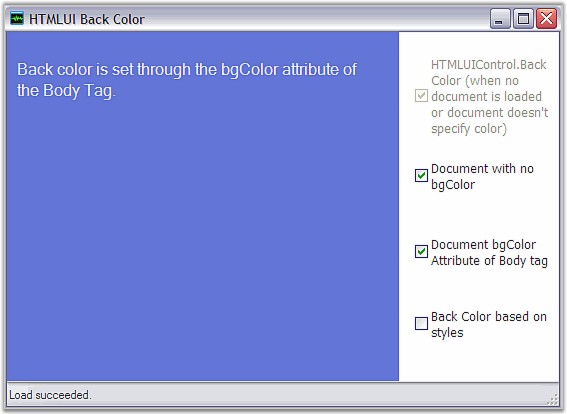 HTMLUI Back Color
Back color is set through the bgColor attribute of
the Body Tag.
HTMLUIControl.Back
Color (when no
document is loaded
or document doesn't
specify color)
Document with no
bgColor
Document bgColor
Attribute of Body tag
Back Color based on
styles
Load succeeded.